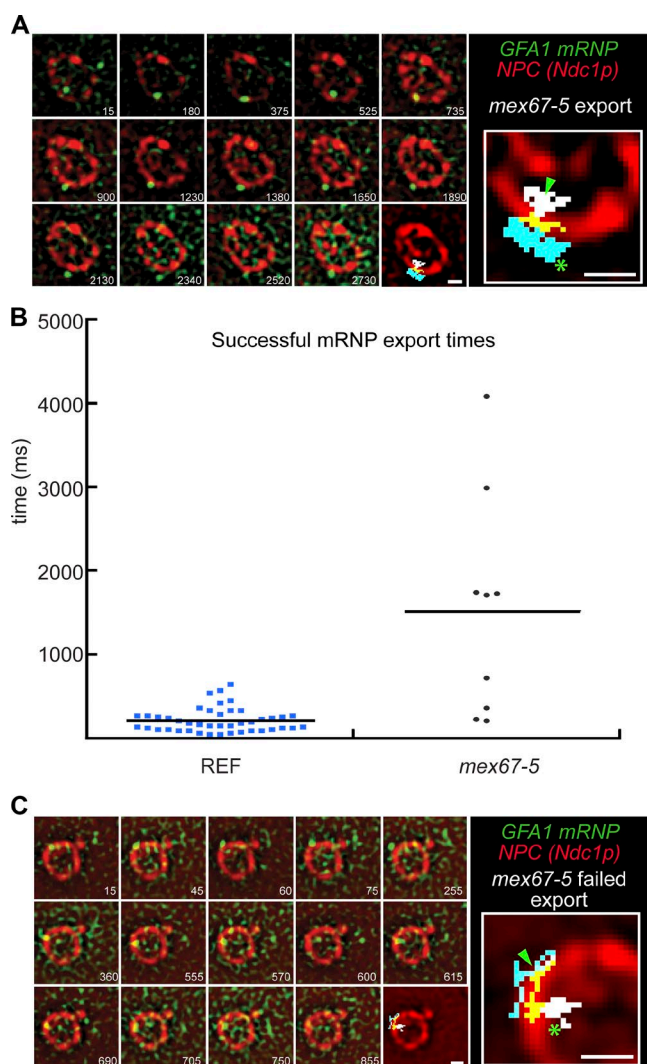 A
15
180
375
525
735
900
1230
1380
1650
1890
2130
2340
2520
2730
GFA1 mRNP
NPC (Ndc1p)
mex67-5 export
*
B
Successful mRNP export times
time (ms)
5000
4000
3000
2000
1000
REF
mex67-5
C
15
45
60
75
255
360
555
570
600
615
690
705
750
855
GFA1 mRNP
NPC (Ndc1p)
mex67-5 failed
export
*